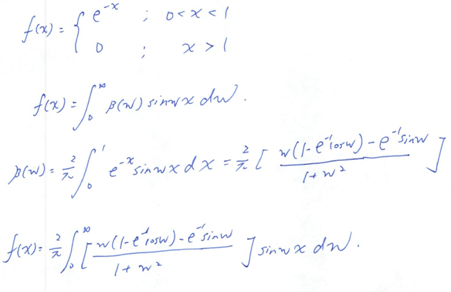 f(x) = { e^{-x} ; 0 < x < 1
0 ; x > 1
f(x) = ∫_0^∞ β(w) sin wx dw.
β(w) = 2/π ∫_0^1 e^{-x} sin wx dx = 2/π [ (w(1 - e^{-1} cos w) - e^{-1} sin w) / (1 + w²) ]
f(x) = 2/π ∫_0^∞ [ (w(1 - e^{-1} cos w) - e^{-1} sin w) / (1 + w²) ] sin wx dw.